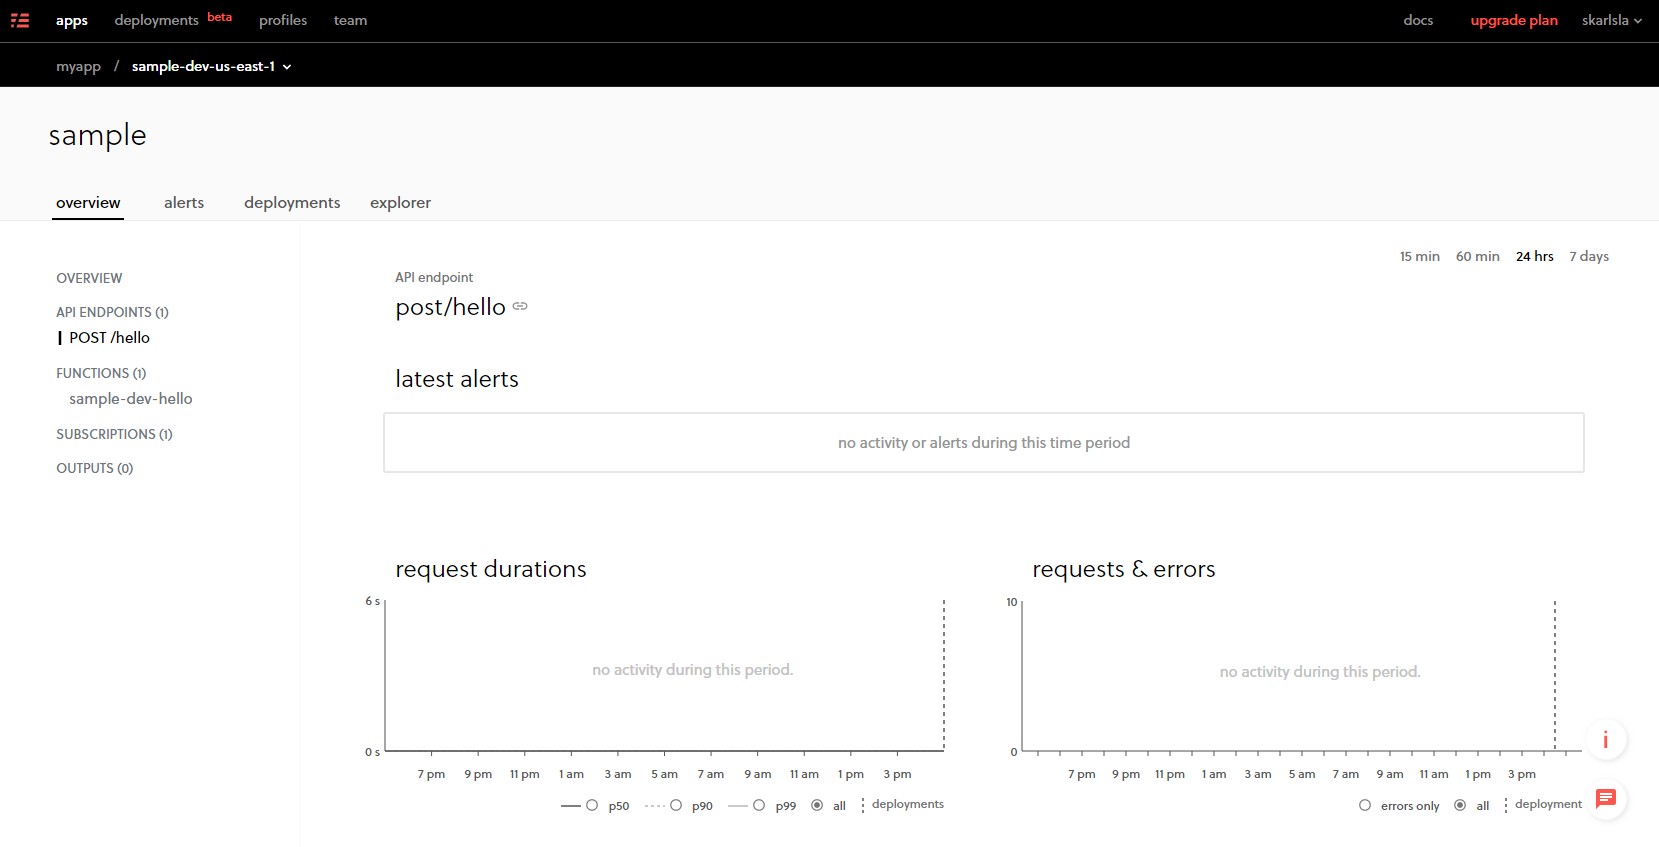 apps deployments beta profiles team docs upgrade plan skarlsla
myapp / sample-dev-us-east-1
sample
overview alerts deployments explorer
15 min 60 min 24 hrs 7 days
OVERVIEW
API ENDPOINTS (1)
POST /hello
FUNCTIONS (1)
sample-dev-hello
SUBSCRIPTIONS (1)
OUTPUTS (0)
API endpoint
post/hello
latest alerts
no activity or alerts during this time period
request durations
6 s
no activity during this period.
0 s
7 pm 9 pm 11 pm 1 am 3 am 5 am 7 am 9 am 11 am 1 pm 3 pm
p50 p90 p99 all deployments
requests & errors
10
no activity during this period.
0
7 pm 9 pm 11 pm 1 am 3 am 5 am 7 am 9 am 11 am 1 pm 3 pm
errors only all deployment
i